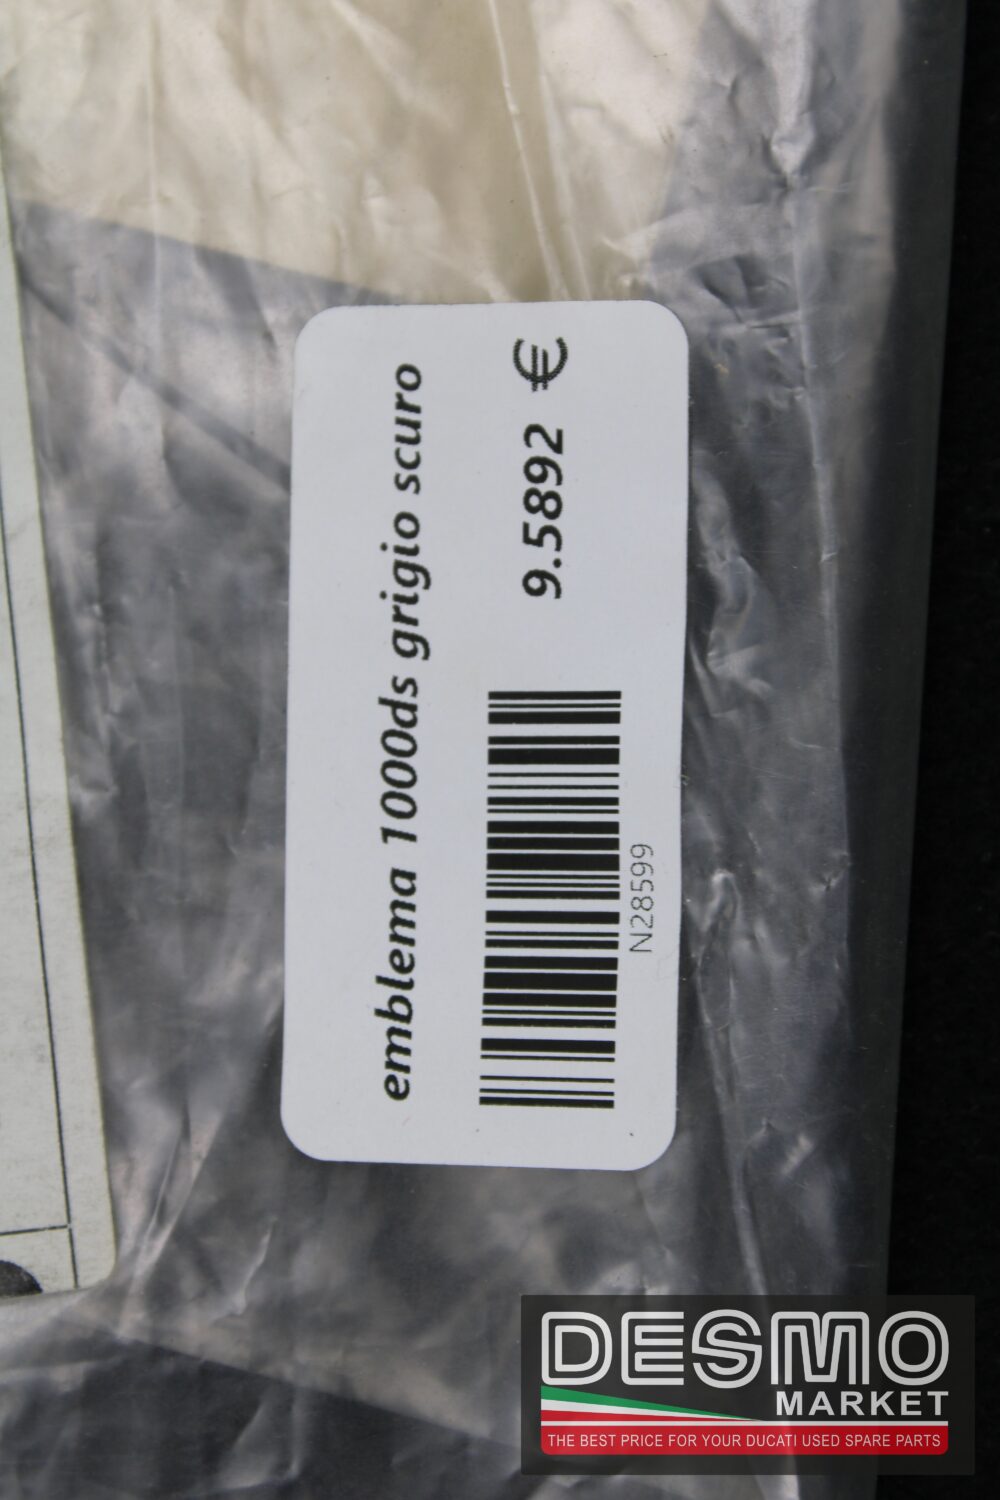 emblema 1000ds grigio scuro
9.5892 €
N28599
DESMO
MARKET
THE BEST PRICE FOR YOUR DUCATI USED SPARE PARTS